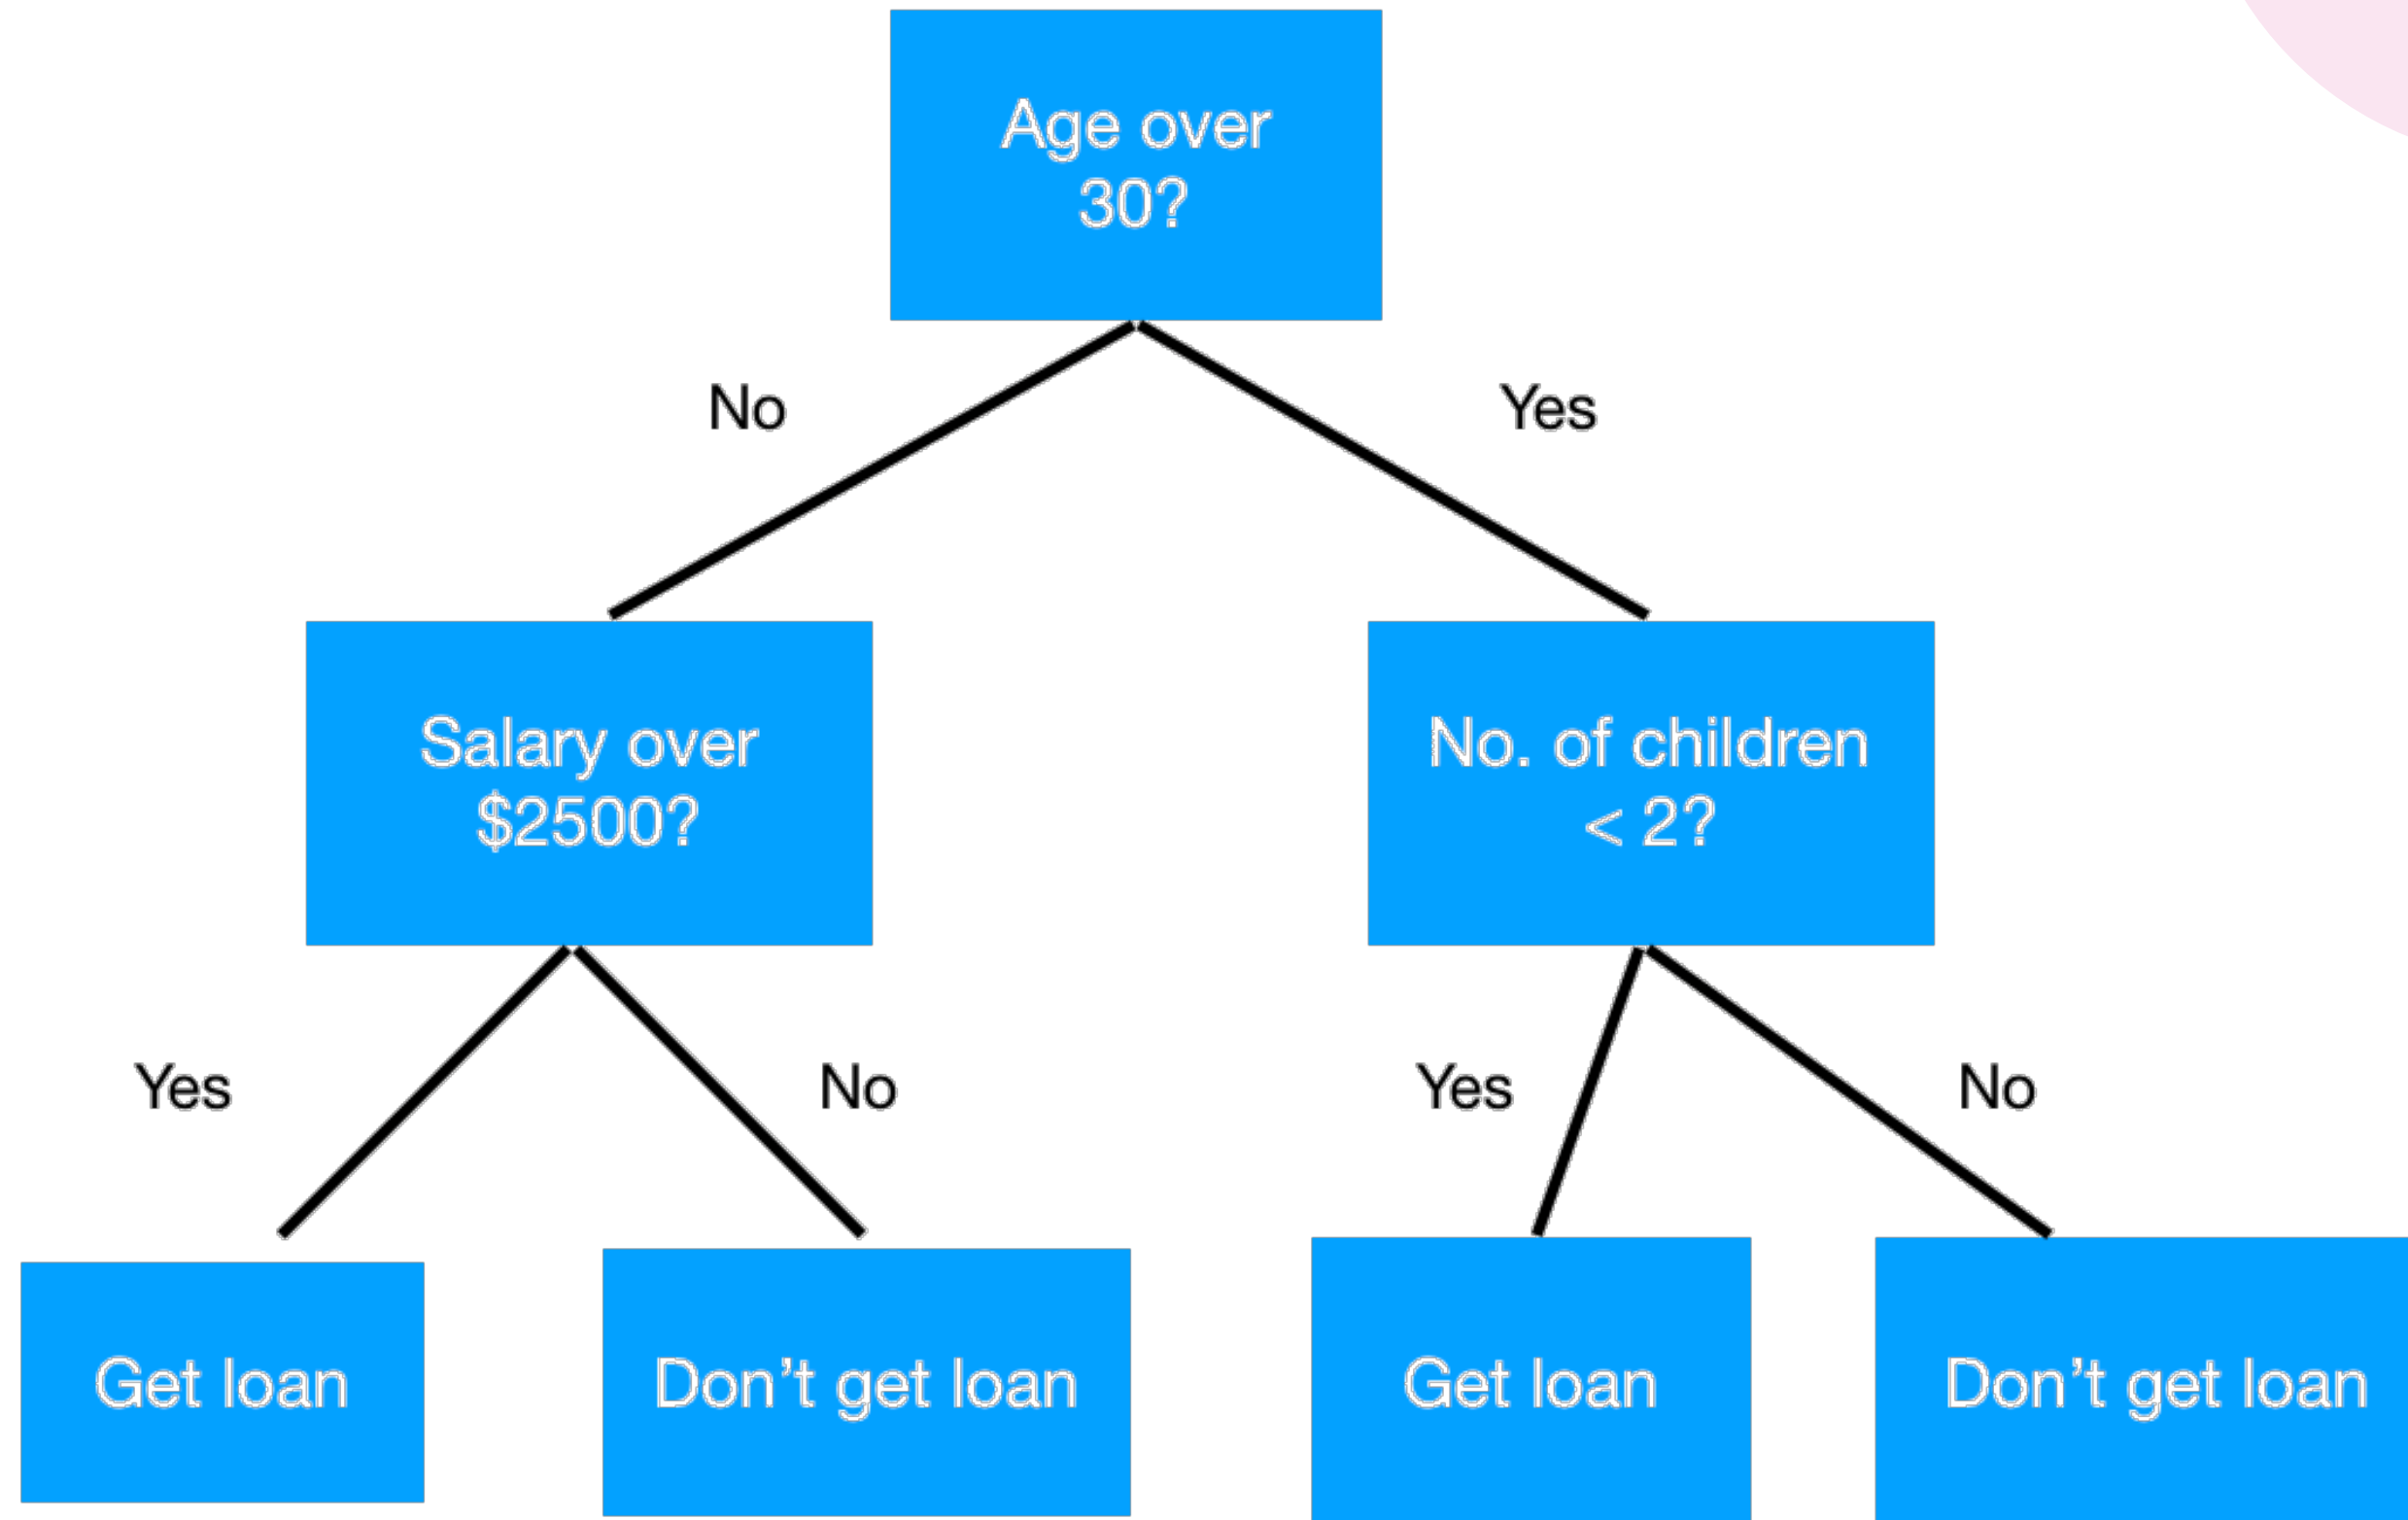 Age over
30?
No
Yes
Salary over
$2500?
No. of children
< 2?
Yes
No
Yes
No
Get loan
Don’t get loan
Get loan
Don’t get loan